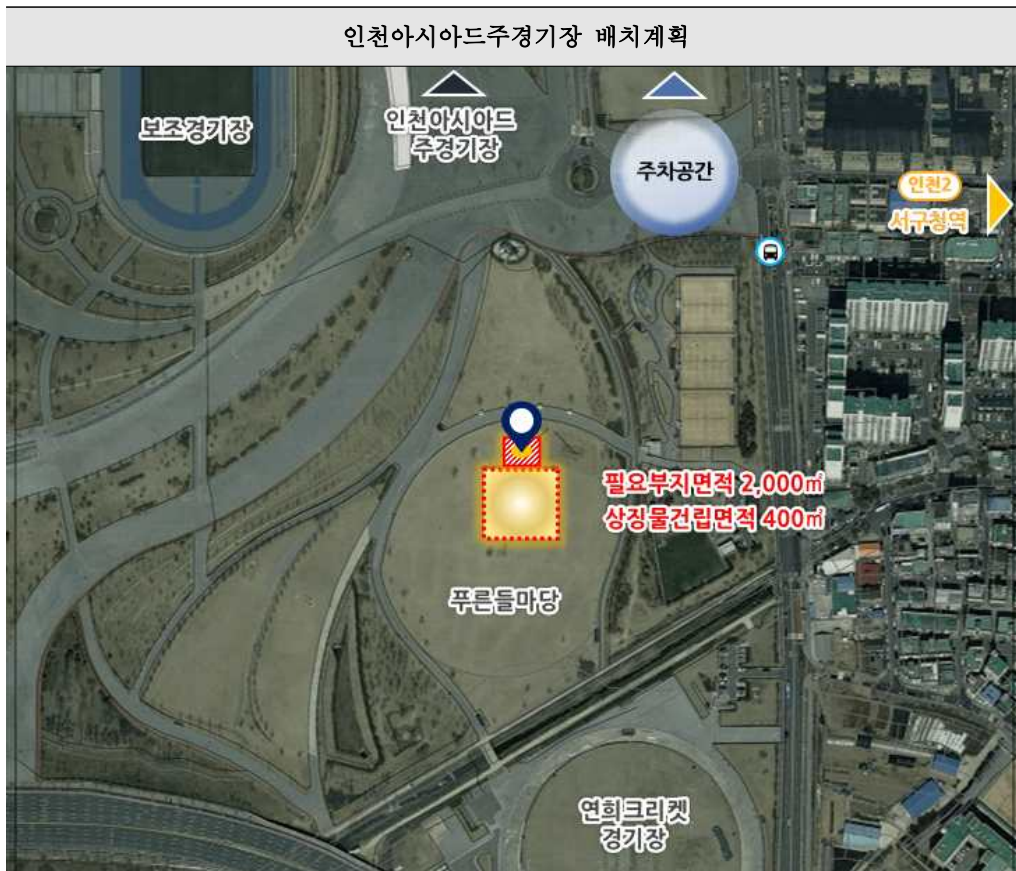 인천아시아드주경기장 배치계획
보조경기장
인천아시아드
주경기장
주차공간
인천2
서구청역
필요부지면적 2,000㎡
상징물건립면적 400㎡
푸른들마당
연희크리켓
경기장